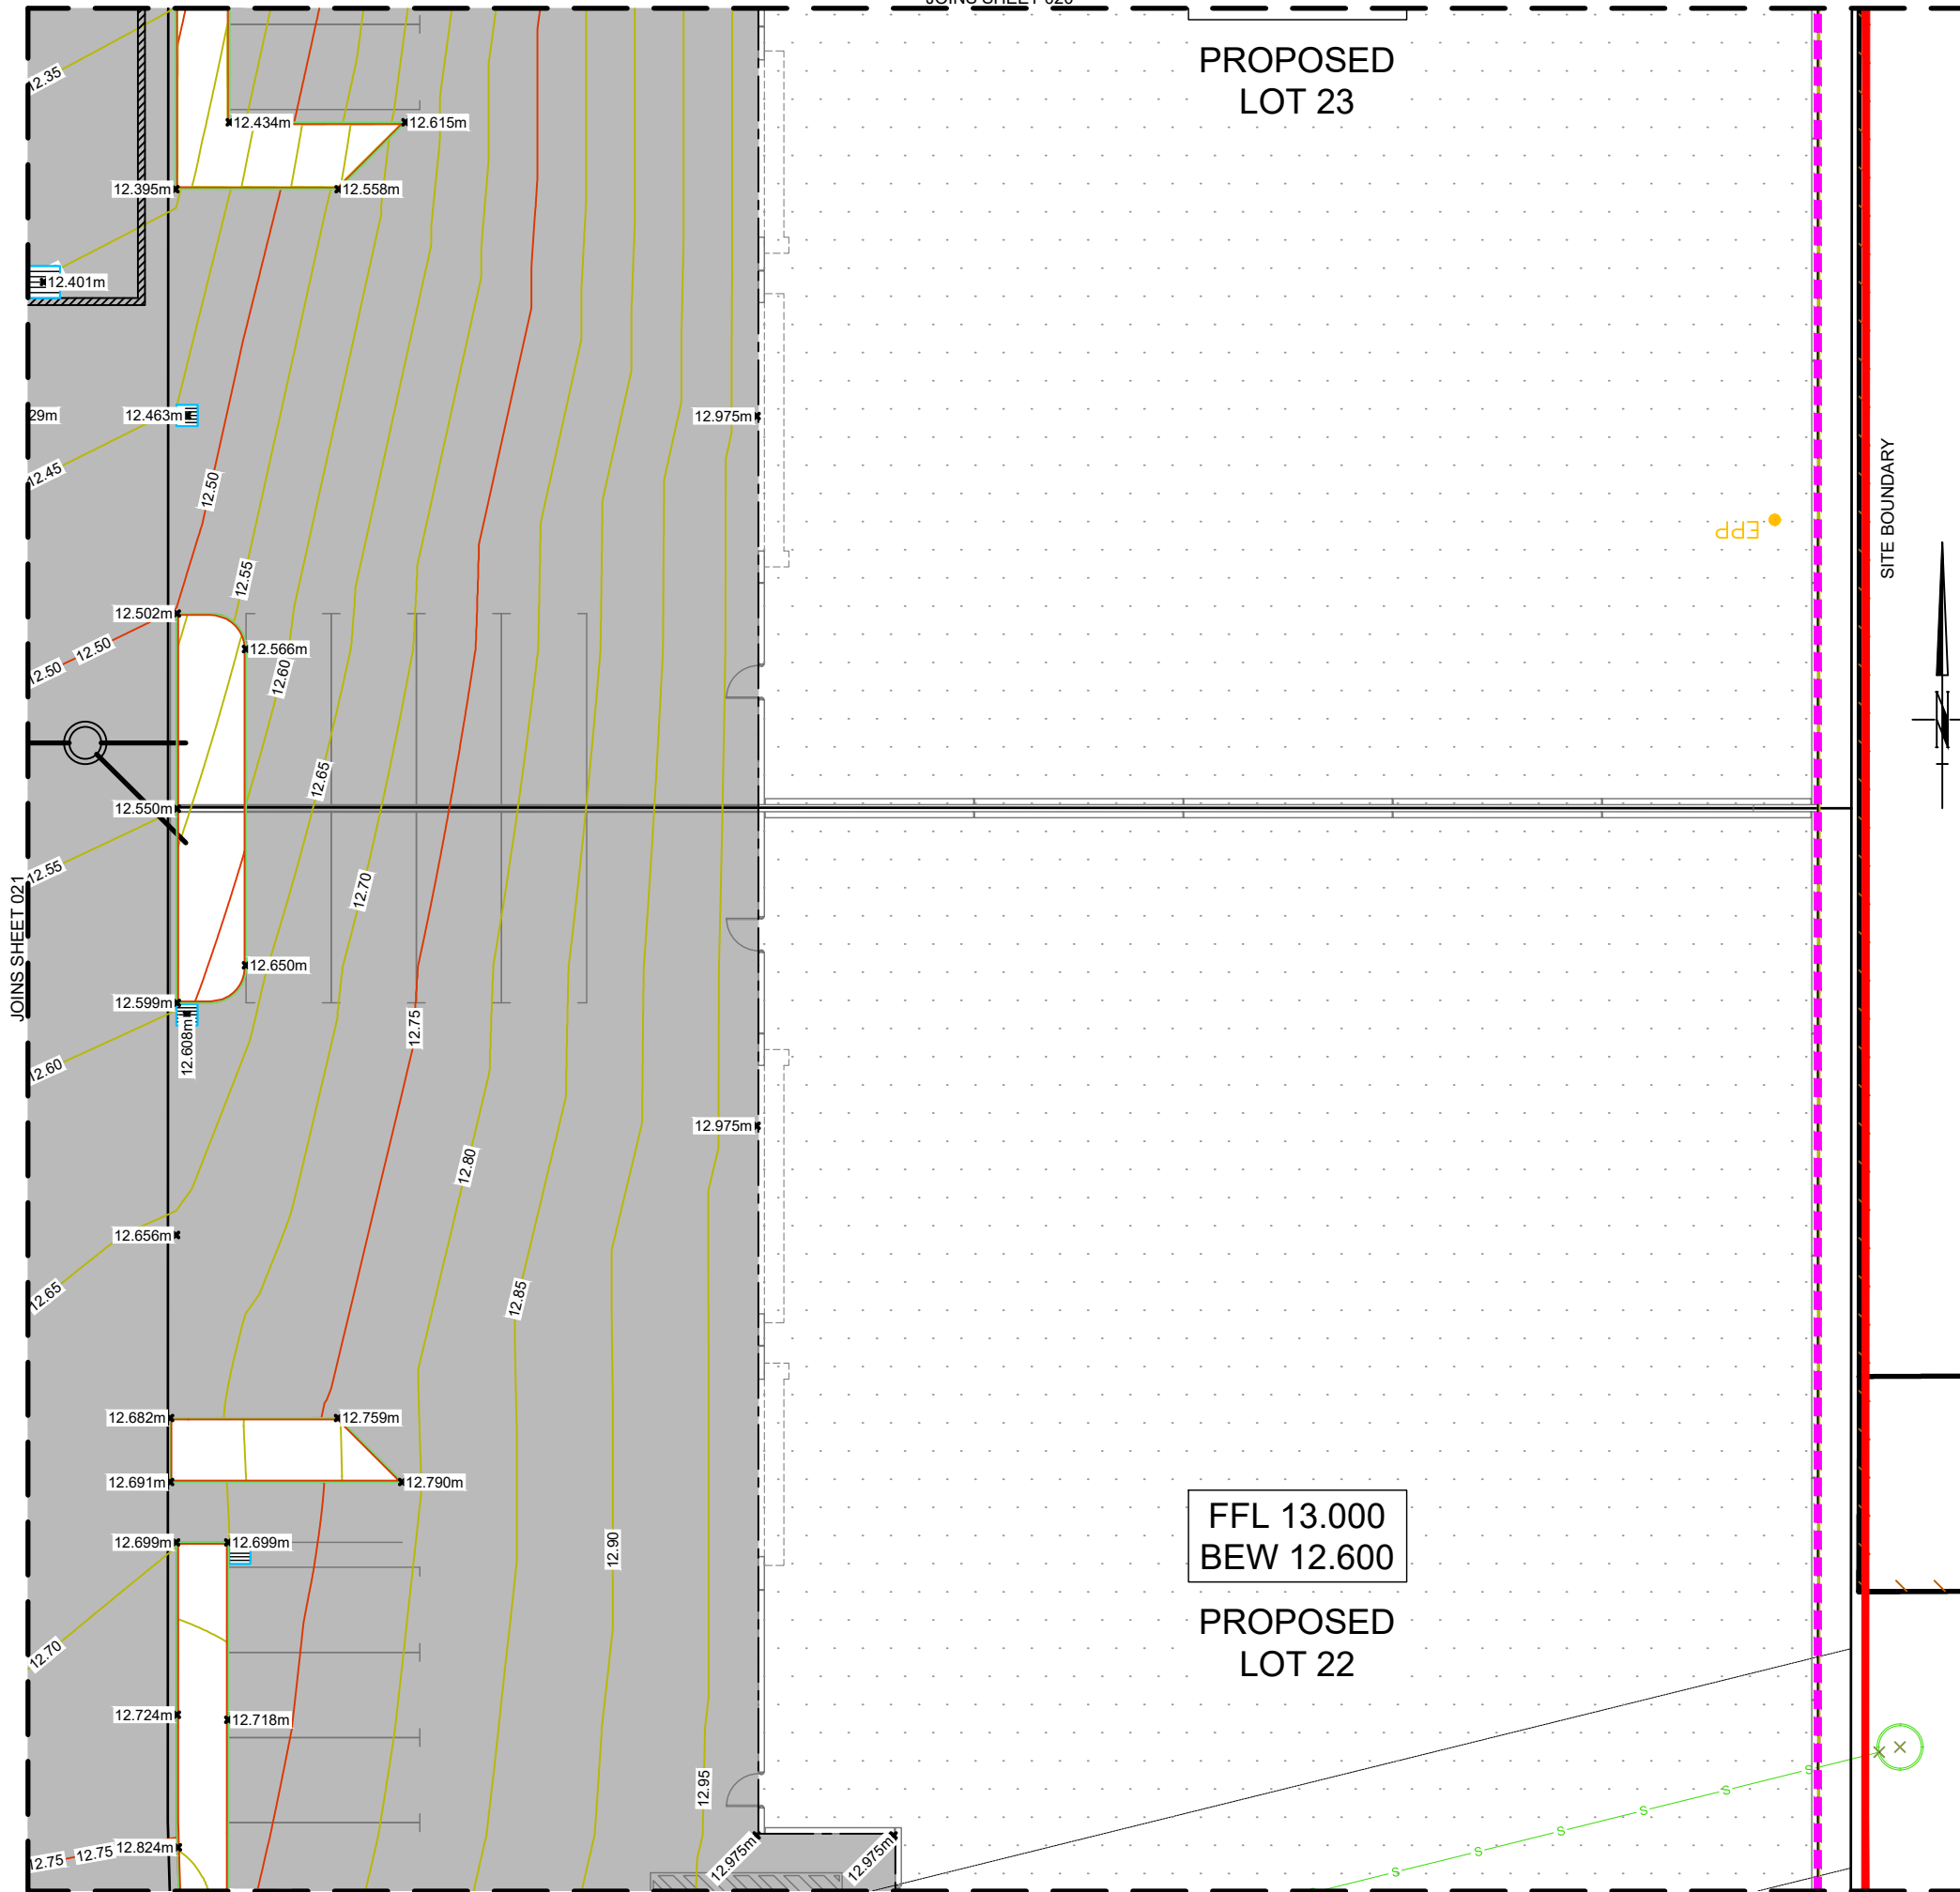 PROPOSED
LOT 23
12.35
12.434m
12.615m
12.395m
12.558m
12.401m
29m
12.463m
12.975m
12.45
12.50
SITE BOUNDARY
EPP
12.55
12.502m
12.566m
12.50
12.50
12.60
12.65
12.550m
12.55
12.70
JOINS SHEET 021
12.650m
12.599m
12.608m
12.75
12.60
12.975m
12.80
12.656m
12.65
12.85
12.682m
12.759m
12.691m
12.790m
FFL 13.000
BEW 12.600
12.699m
12.699m
12.90
PROPOSED
LOT 22
12.70
12.724m
12.718m
12.95
S
S
S
S
S
S
12.75
12.75
12.824m
12.975m
12.975m
N